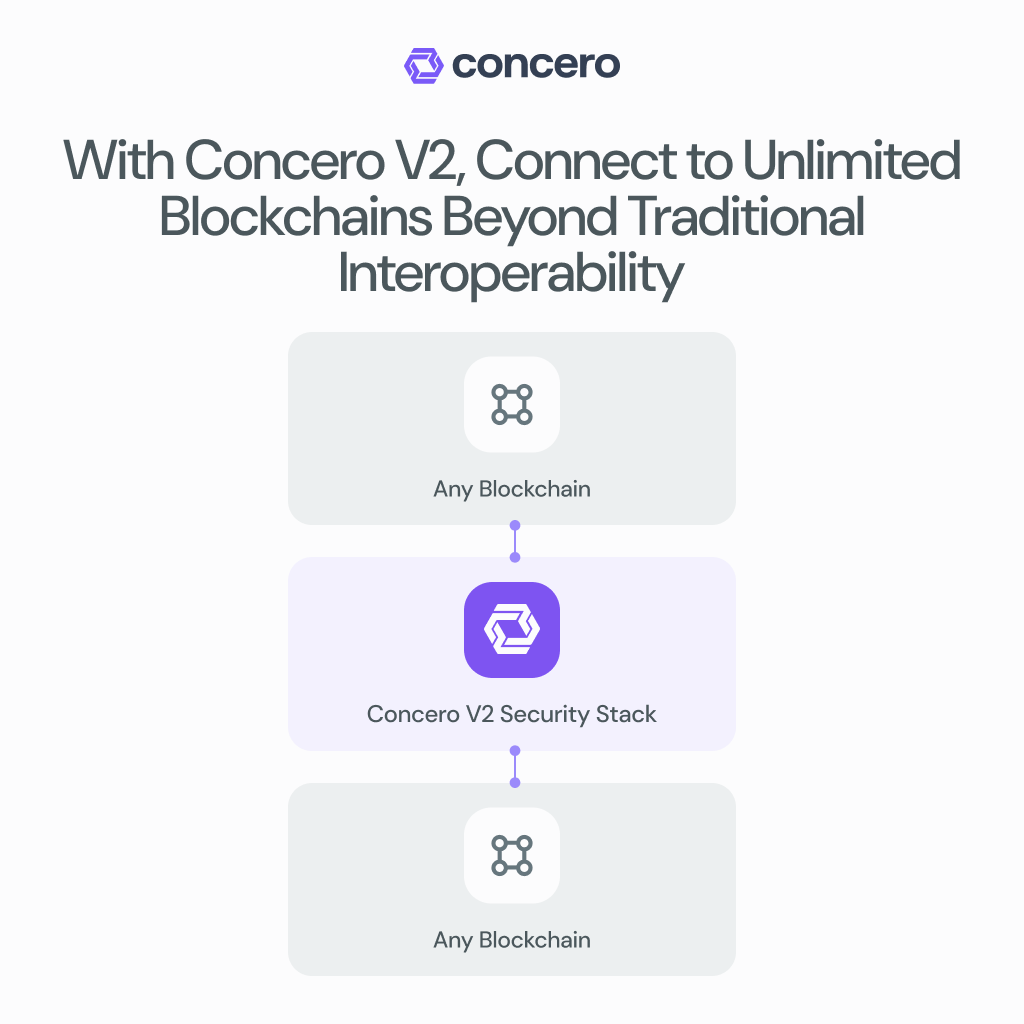 concero
With Concero V2, Connect to Unlimited
Blockchains Beyond Traditional
Interoperability
Any Blockchain
Concero V2 Security Stack
Any Blockchain